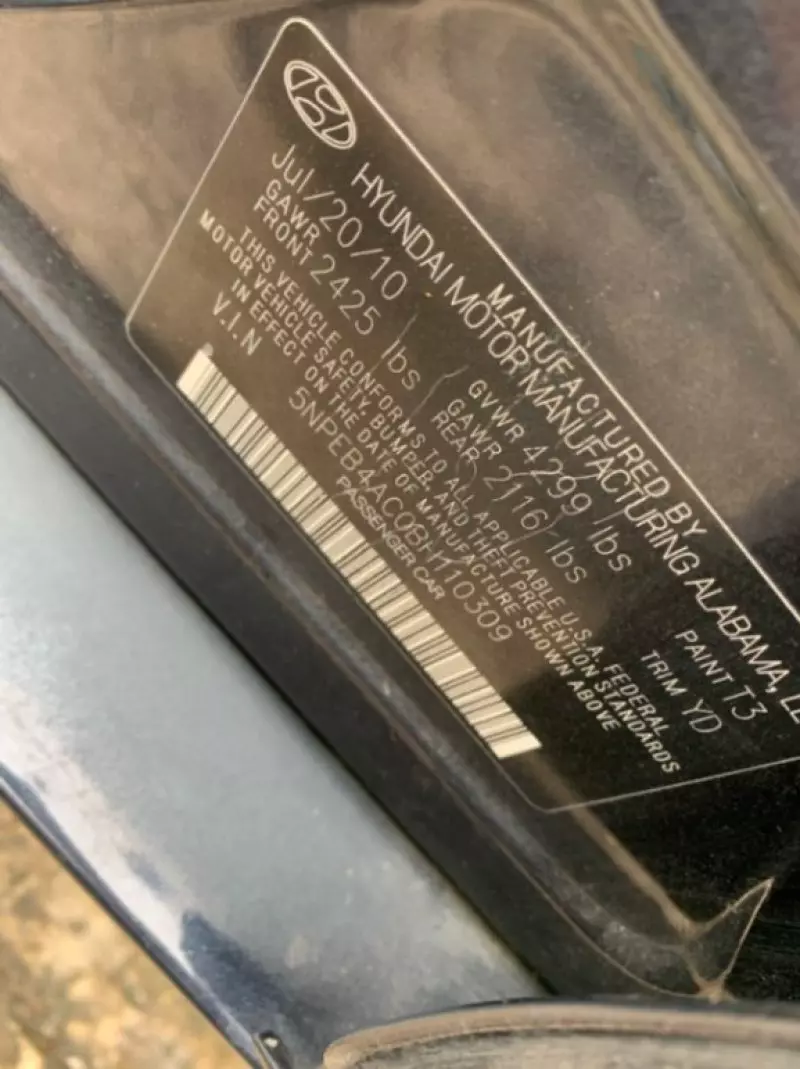 MANUFACTURED BY
HYUNDAI MOTOR MANUFACTURING ALABAMA,
Jul/20/10 GVWR 4299 lbs PAINT T3
GAWR FRONT 2425 lbs GAWR REAR 2116 lbs TRIM YD
THIS VEHICLE CONFORMS TO ALL APPLICABLE U.S.A. FEDERAL
MOTOR VEHICLE SAFETY, BUMPER, AND THEFT PREVENTION STANDARDS
IN EFFECT ON THE DATE OF MANUFACTURE SHOWN ABOVE
V.I.N 5NPEB4AC0BH110309
PASSENGER CAR